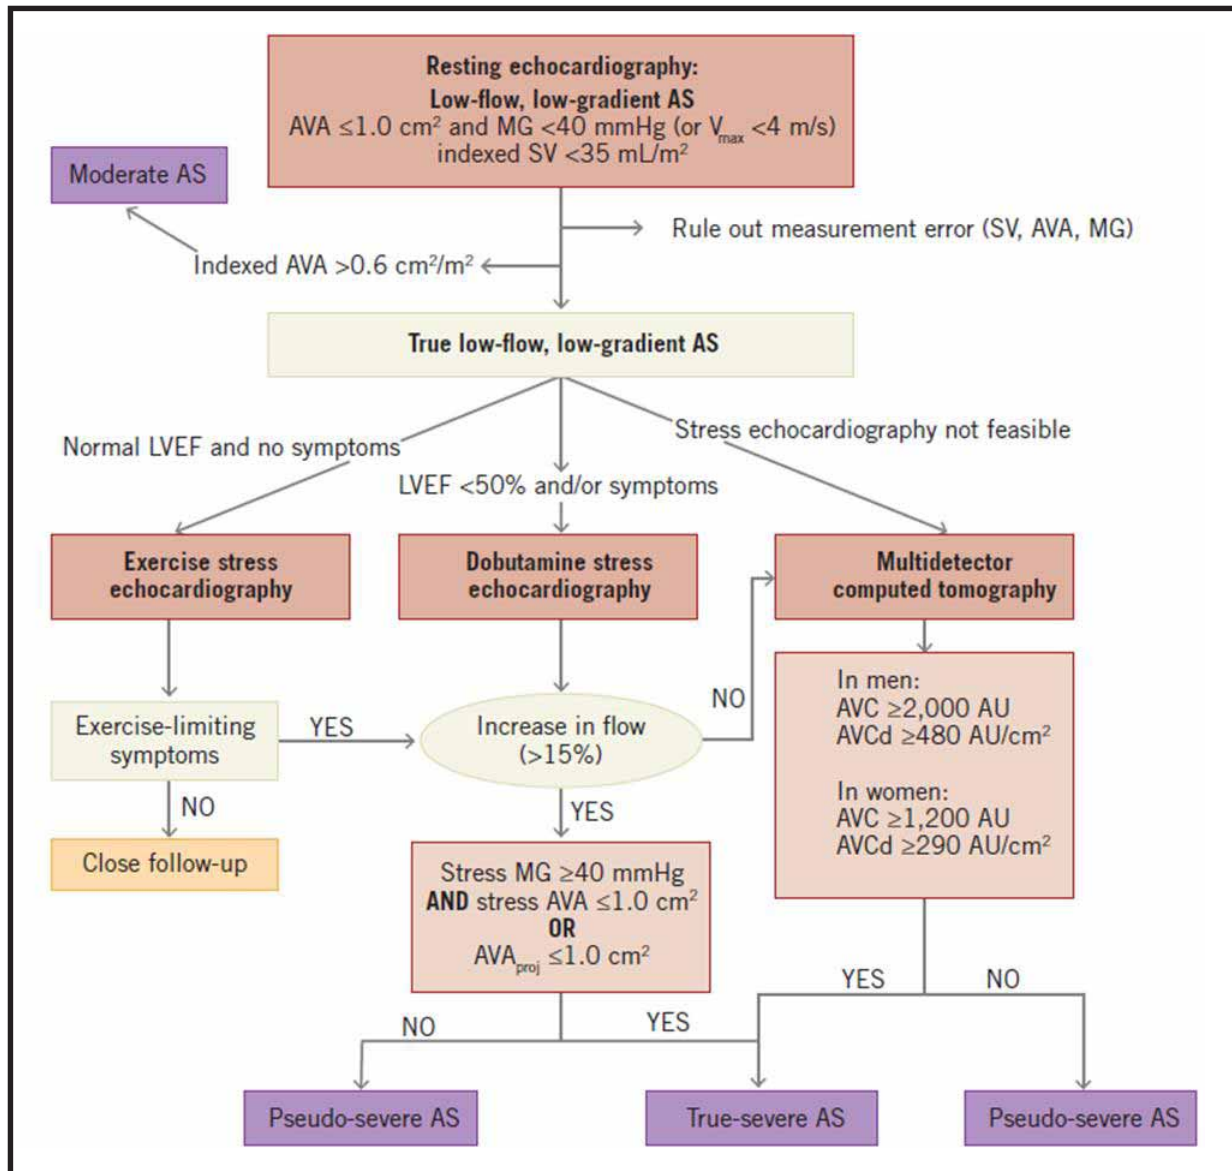 Resting echocardiography:
Low-flow, low-gradient AS
AVA ≤1.0 cm² and MG <40 mmHg (or Vmax <4 m/s)
indexed SV <35 mL/m²
Moderate AS
Rule out measurement error (SV, AVA, MG)
Indexed AVA >0.6 cm²/m²
True low-flow, low-gradient AS
Normal LVEF and no symptoms
Stress echocardiography not feasible
LVEF <50% and/or symptoms
Exercise stress
echocardiography
Dobutamine stress
echocardiography
Multidetector
computed tomography
Exercise-limiting
symptoms
YES
Increase in flow
(>15%)
NO
In men:
AVC ≥2,000 AU
AVCd ≥480 AU/cm²
In women:
AVC ≥1,200 AU
AVCd ≥290 AU/cm²
NO
YES
Close follow-up
Stress MG ≥40 mmHg
AND stress AVA ≤1.0 cm²
OR
AVAproj ≤1.0 cm²
YES
NO
NO
YES
Pseudo-severe AS
True-severe AS
Pseudo-severe AS